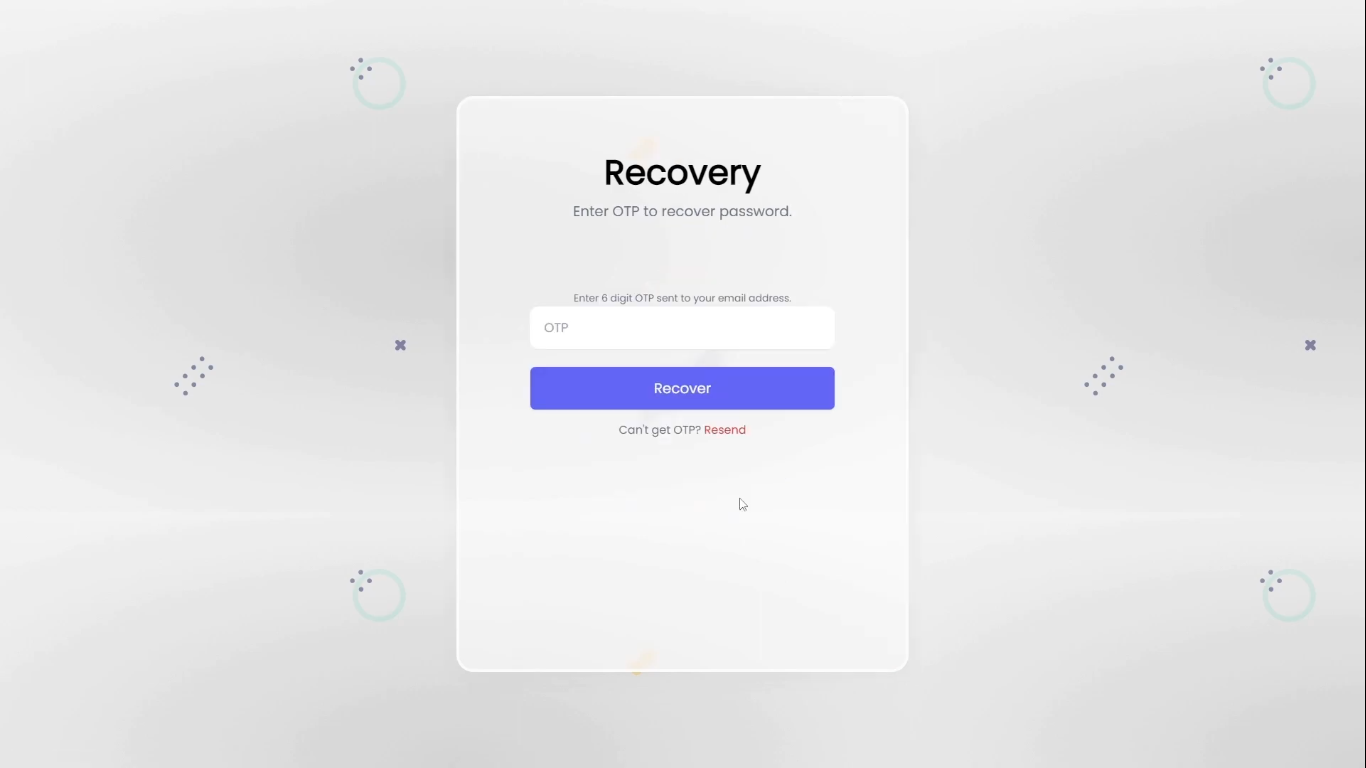 Recovery
Enter OTP to recover password.
Enter 6 digit OTP sent to your email address.
OTP
Recover
Can't get OTP? Resend